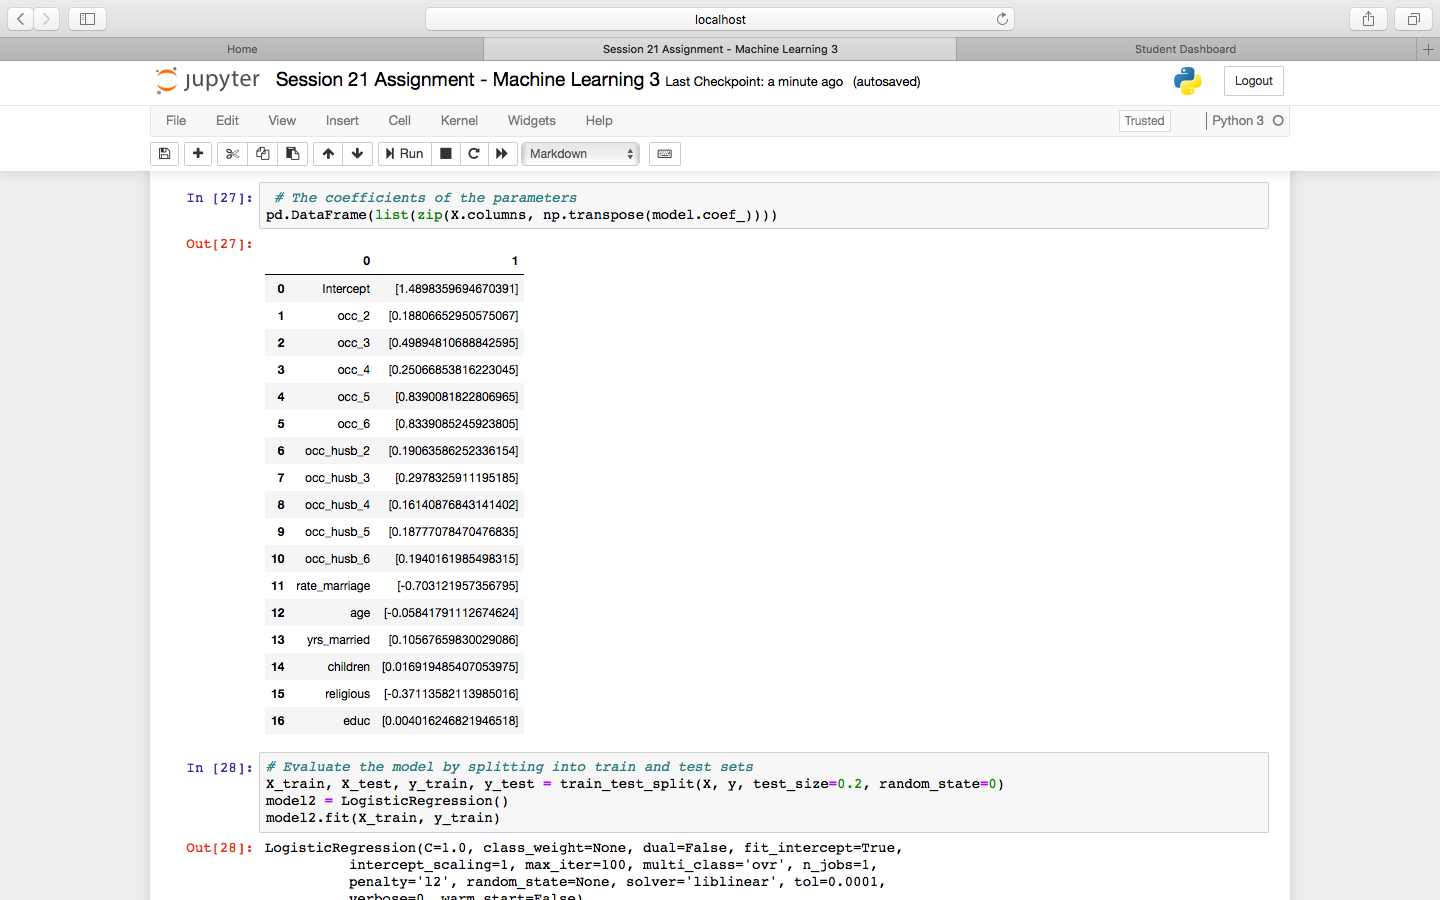 localhost
Home
Session 21 Assignment - Machine Learning 3
Student Dashboard
jupyter Session 21 Assignment - Machine Learning 3 Last Checkpoint: a minute ago (autosaved)
Logout
File Edit View Insert Cell Kernel Widgets Help
Trusted
Python 3
Run
Markdown
In [27]: # The coefficients of the parameters
pd.DataFrame(list(zip(X.columns, np.transpose(model.coef_))))
Out[27]:
0 1
0 Intercept [1.4898359694670391]
1 occ_2 [0.18806652950575067]
2 occ_3 [0.49894810688842595]
3 occ_4 [0.25066853816223045]
4 occ_5 [0.8390081822806965]
5 occ_6 [0.8339085245923805]
6 occ_husb_2 [0.19063586252336154]
7 occ_husb_3 [0.2978325911195185]
8 occ_husb_4 [0.16140876843141402]
9 occ_husb_5 [0.18777078470476835]
10 occ_husb_6 [0.1940161985498315]
11 rate_marriage [-0.703121957356795]
12 age [-0.05841791112674624]
13 yrs_married [0.10567659830029086]
14 children [0.016919485407053975]
15 religious [-0.37113582113985016]
16 educ [0.004016246821946518]
In [28]: # Evaluate the model by splitting into train and test sets
X_train, X_test, y_train, y_test = train_test_split(X, y, test_size=0.2, random_state=0)
model2 = LogisticRegression()
model2.fit(X_train, y_train)
Out[28]: LogisticRegression(C=1.0, class_weight=None, dual=False, fit_intercept=True,
intercept_scaling=1, max_iter=100, multi_class='ovr', n_jobs=1,
penalty='l2', random_state=None, solver='liblinear', tol=0.0001,
verbose=0, warm_start=False)